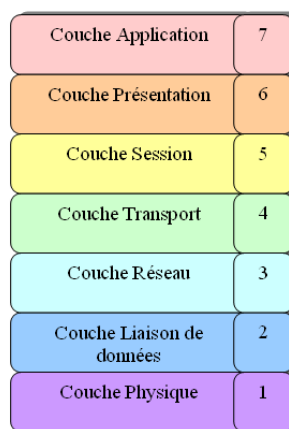 Couche Application 7
Couche Présentation 6
Couche Session 5
Couche Transport 4
Couche Réseau 3
Couche Liaison de 2
données
Couche Physique 1